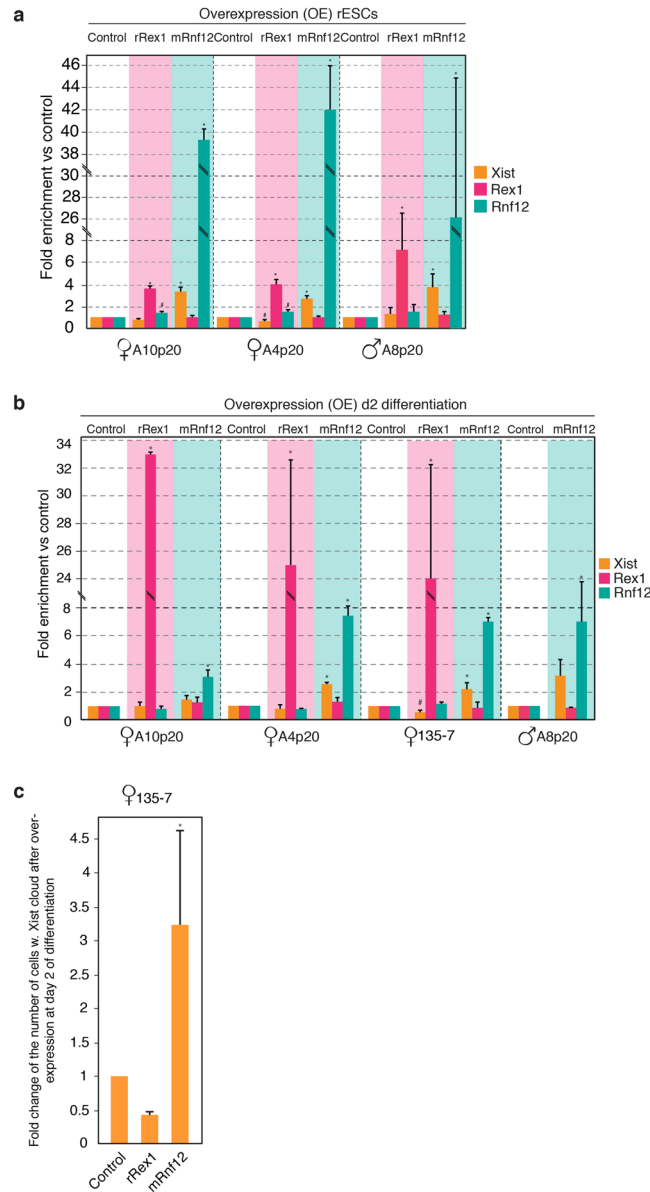 a
Overexpression (OE) rESCs
Control rRex1 mRnf12 Control rRex1 mRnf12 Control rRex1 mRnf12
Fold enrichment vs control
46
44
42
40
38
30
28
26
8
6
4
2
0
* # * * # * # * * * * * *
Xist
Rex1
Rnf12
♀A10p20 ♀A4p20 ♂A8p20
b
Overexpression (OE) d2 differentiation
Control rRex1 mRnf12 Control rRex1 mRnf12 Control rRex1 mRnf12 Control mRnf12
Fold enrichment vs control
34
32
30
28
26
24
8
6
4
2
0
Xist
Rex1
Rnf12
♀A10p20 ♀A4p20 ♀135-7 ♂A8p20
c
♀135-7
Fold change of the number of cells w. Xist cloud after over-
expression at day 2 of differentiation
4.5
4
3.5
3
2.5
2
1.5
1
0.5
0
*
Control rRex1 mRnf12